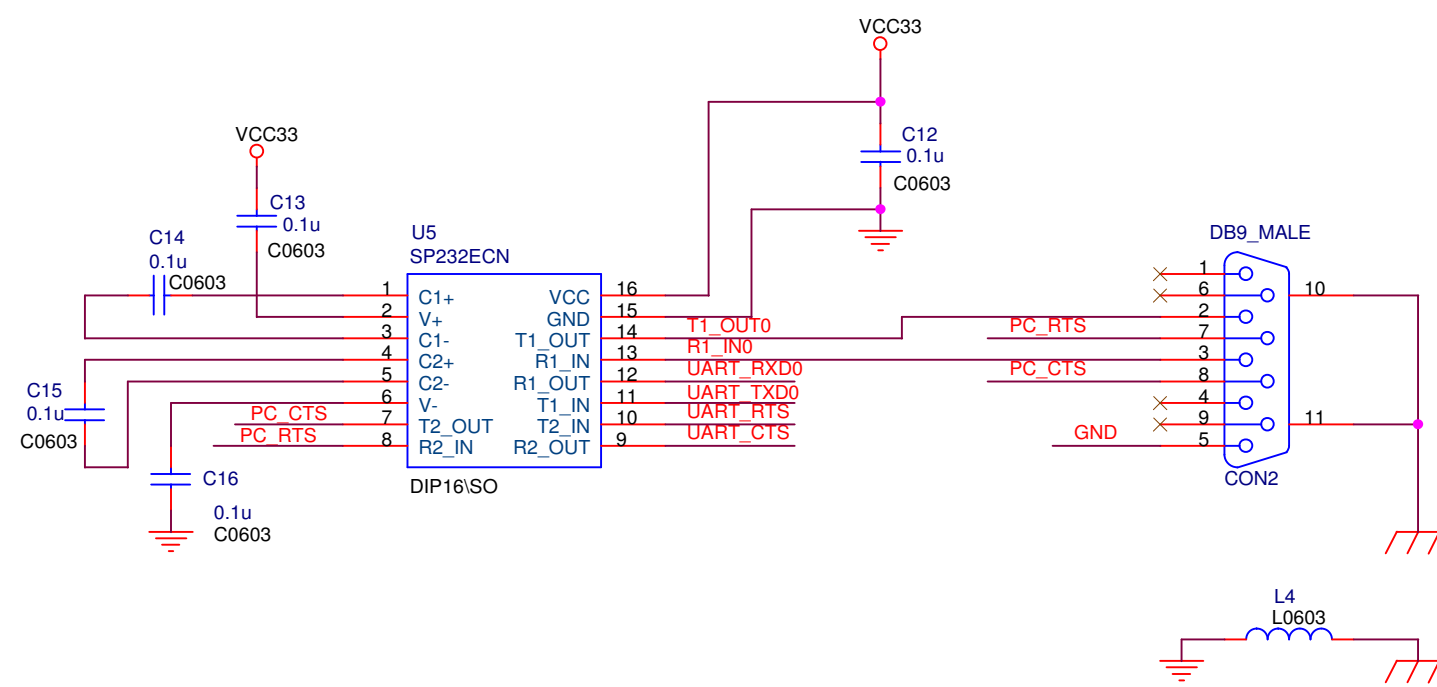 VCC33
VCC33
C12
0.1u
C0603
C13
0.1u
C0603
C14
0.1u
C0603
U5
SP232ECN
1 C1+
2 V+
3 C1-
4 C2+
5 C2-
6 V-
7 T2_OUT
8 R2_IN
VCC 16
GND 15
T1_OUT 14
R1_IN 13
R1_OUT 12
T1_IN 11
T2_IN 10
R2_OUT 9
DIP16\SO
T1_OUT0
R1_IN0
UART_RXD0
UART_TXD0
UART_RTS
UART_CTS
PC_CTS
PC_RTS
C15
0.1u
C0603
C16
0.1u
C0603
DB9_MALE
1
6
2
7
3
8
4
9
5
10
11
PC_RTS
PC_CTS
GND
CON2
L4
L0603